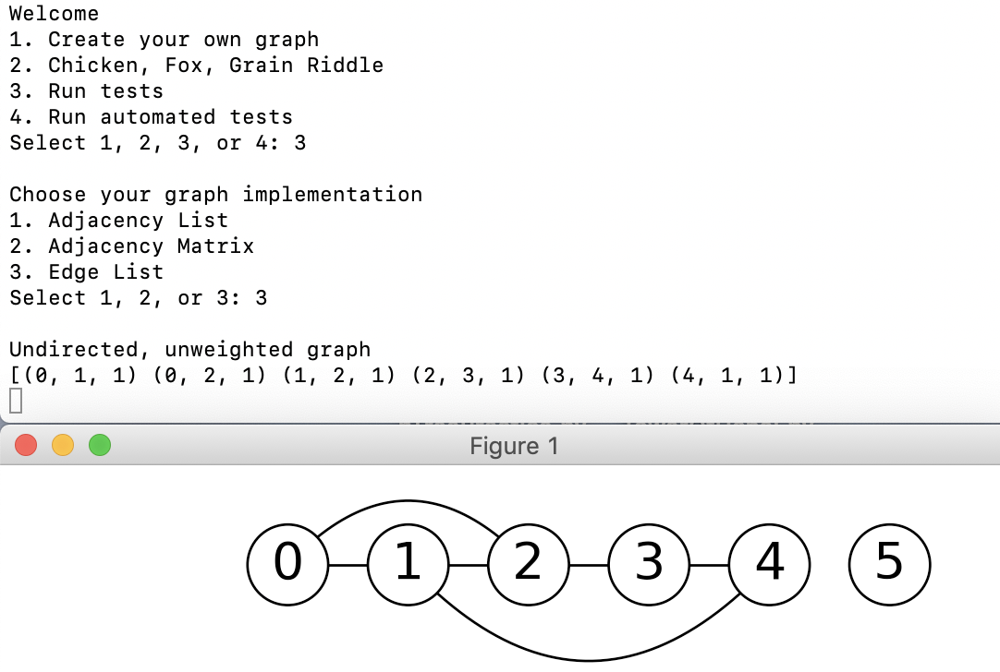 Welcome
1. Create your own graph
2. Chicken, Fox, Grain Riddle
3. Run tests
4. Run automated tests
Select 1, 2, 3, or 4: 3
Choose your graph implementation
1. Adjacency List
2. Adjacency Matrix
3. Edge List
Select 1, 2, or 3: 3
Undirected, unweighted graph
[(0, 1, 1) (0, 2, 1) (1, 2, 1) (2, 3, 1) (3, 4, 1) (4, 1, 1)]
Figure 1
0 1 2 3 4 5